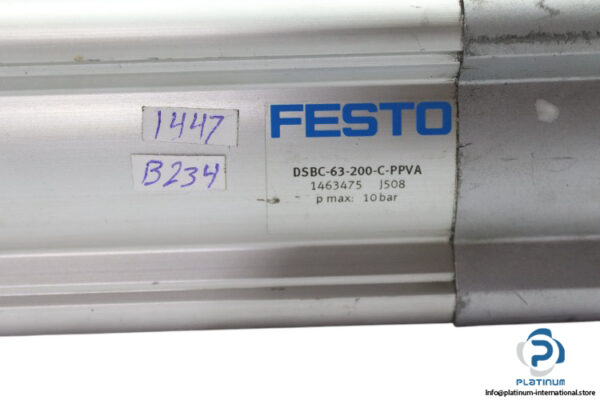 1447
B234
FESTO
DSBC-63-200-C-PPVA
1463475 J508
p max: 10 bar
PLATINUM
Info@platinum-international.store